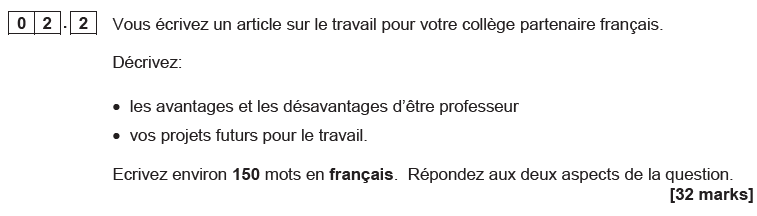 02.2 Vous écrivez un article sur le travail pour votre collège partenaire français.
Décrivez:
• les avantages et les désavantages d'être professeur
• vos projets futurs pour le travail.
Ecrivez environ 150 mots en français. Répondez aux deux aspects de la question.
[32 marks]